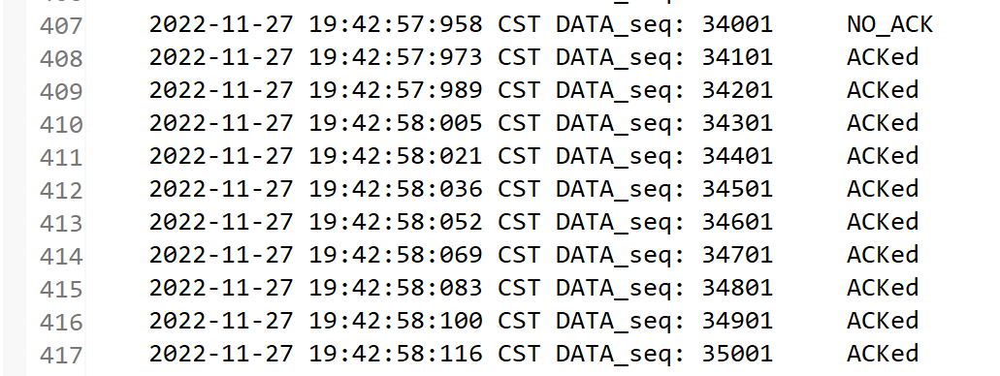 407 2022-11-27 19:42:57:958 CST DATA_seq: 34001 NO_ACK
408 2022-11-27 19:42:57:973 CST DATA_seq: 34101 ACKed
409 2022-11-27 19:42:57:989 CST DATA_seq: 34201 ACKed
410 2022-11-27 19:42:58:005 CST DATA_seq: 34301 ACKed
411 2022-11-27 19:42:58:021 CST DATA_seq: 34401 ACKed
412 2022-11-27 19:42:58:036 CST DATA_seq: 34501 ACKed
413 2022-11-27 19:42:58:052 CST DATA_seq: 34601 ACKed
414 2022-11-27 19:42:58:069 CST DATA_seq: 34701 ACKed
415 2022-11-27 19:42:58:083 CST DATA_seq: 34801 ACKed
416 2022-11-27 19:42:58:100 CST DATA_seq: 34901 ACKed
417 2022-11-27 19:42:58:116 CST DATA_seq: 35001 ACKed